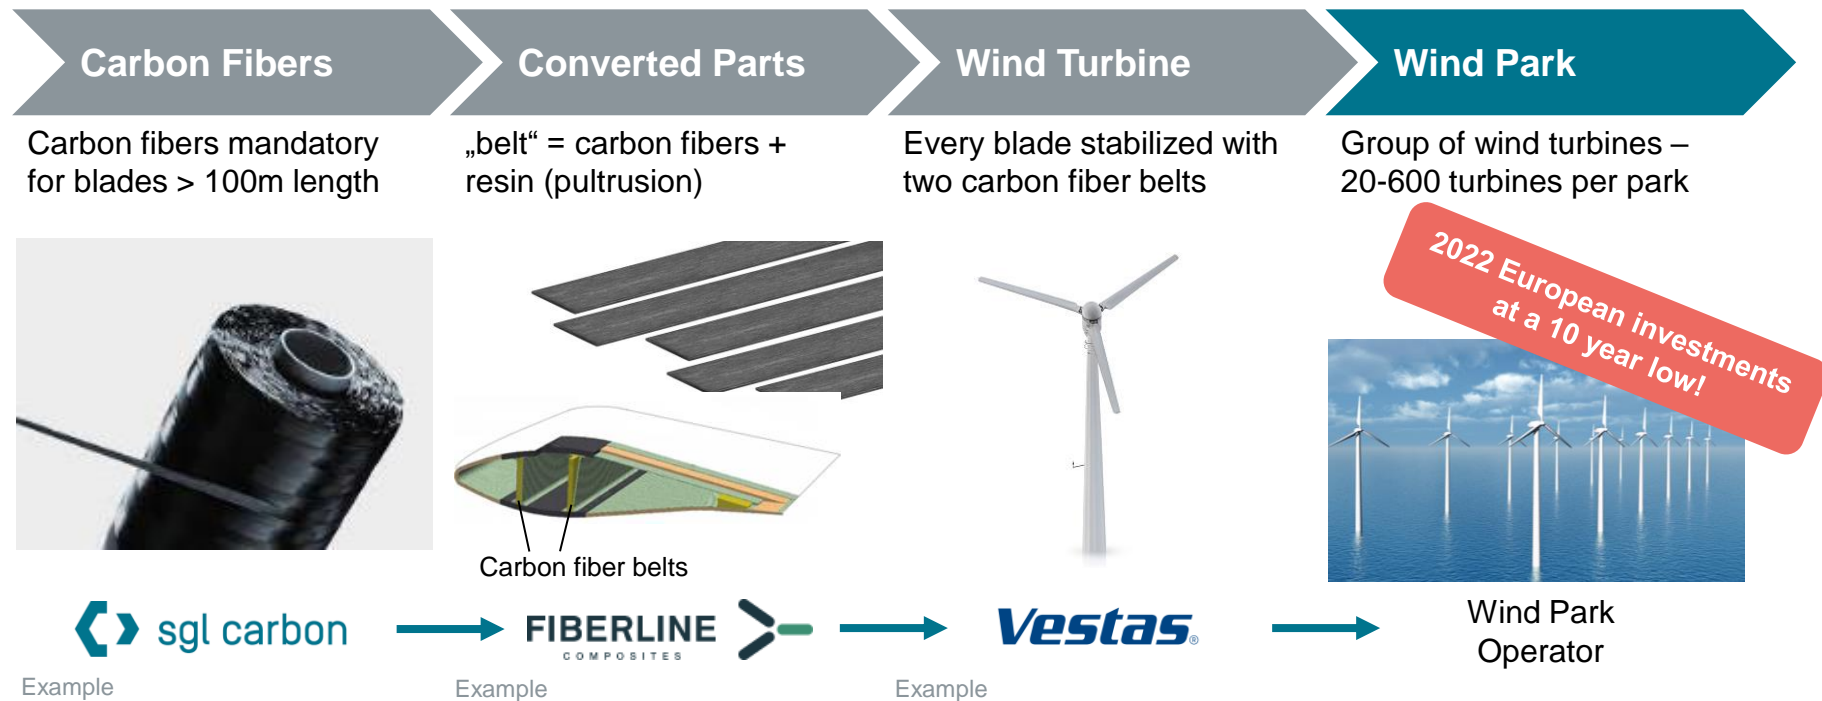 Carbon Fibers
Converted Parts
Wind Turbine
Wind Park
Carbon fibers mandatory
for blades > 100m length
„belt“ = carbon fibers +
resin (pultrusion)
Every blade stabilized with
two carbon fiber belts
Group of wind turbines –
20-600 turbines per park
2022 European investments
at a 10 year low!
Carbon fiber belts
sgl carbon
FIBERLINE
COMPOSITES
Vestas®
Wind Park
Operator
Example
Example
Example